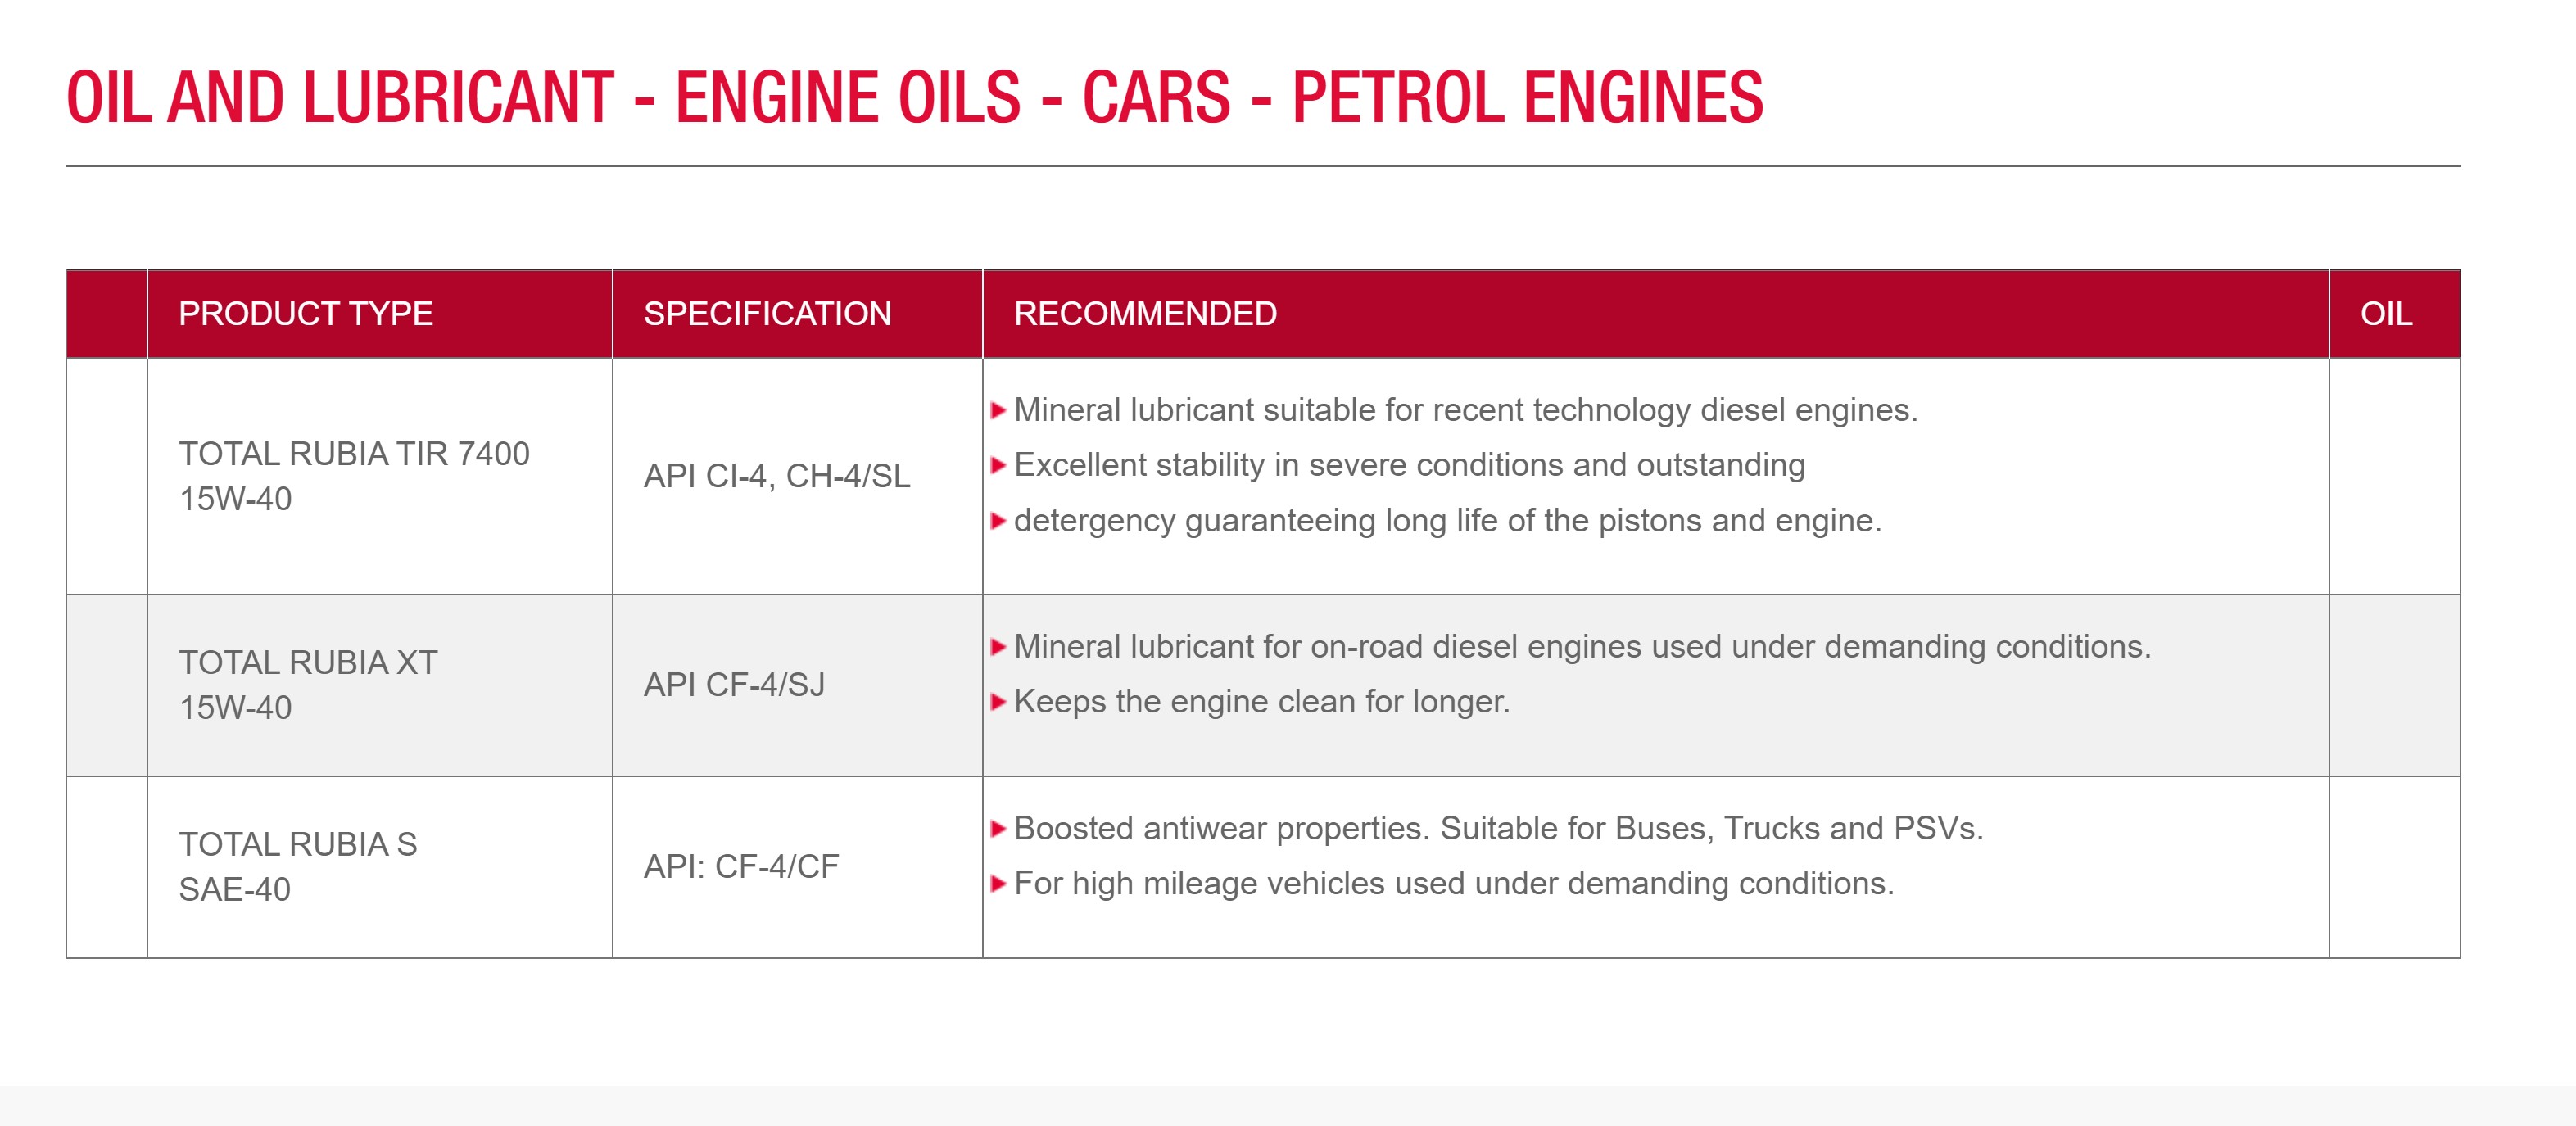 OIL AND LUBRICANT - ENGINE OILS - CARS - PETROL ENGINES
PRODUCT TYPE SPECIFICATION RECOMMENDED OIL
TOTAL RUBIA TIR 7400
15W-40
API CI-4, CH-4/SL
Mineral lubricant suitable for recent technology diesel engines.
Excellent stability in severe conditions and outstanding
detergency guaranteeing long life of the pistons and engine.
TOTAL RUBIA XT
15W-40
API CF-4/SJ
Mineral lubricant for on-road diesel engines used under demanding conditions.
Keeps the engine clean for longer.
TOTAL RUBIA S
SAE-40
API: CF-4/CF
Boosted antiwear properties. Suitable for Buses, Trucks and PSVs.
For high mileage vehicles used under demanding conditions.